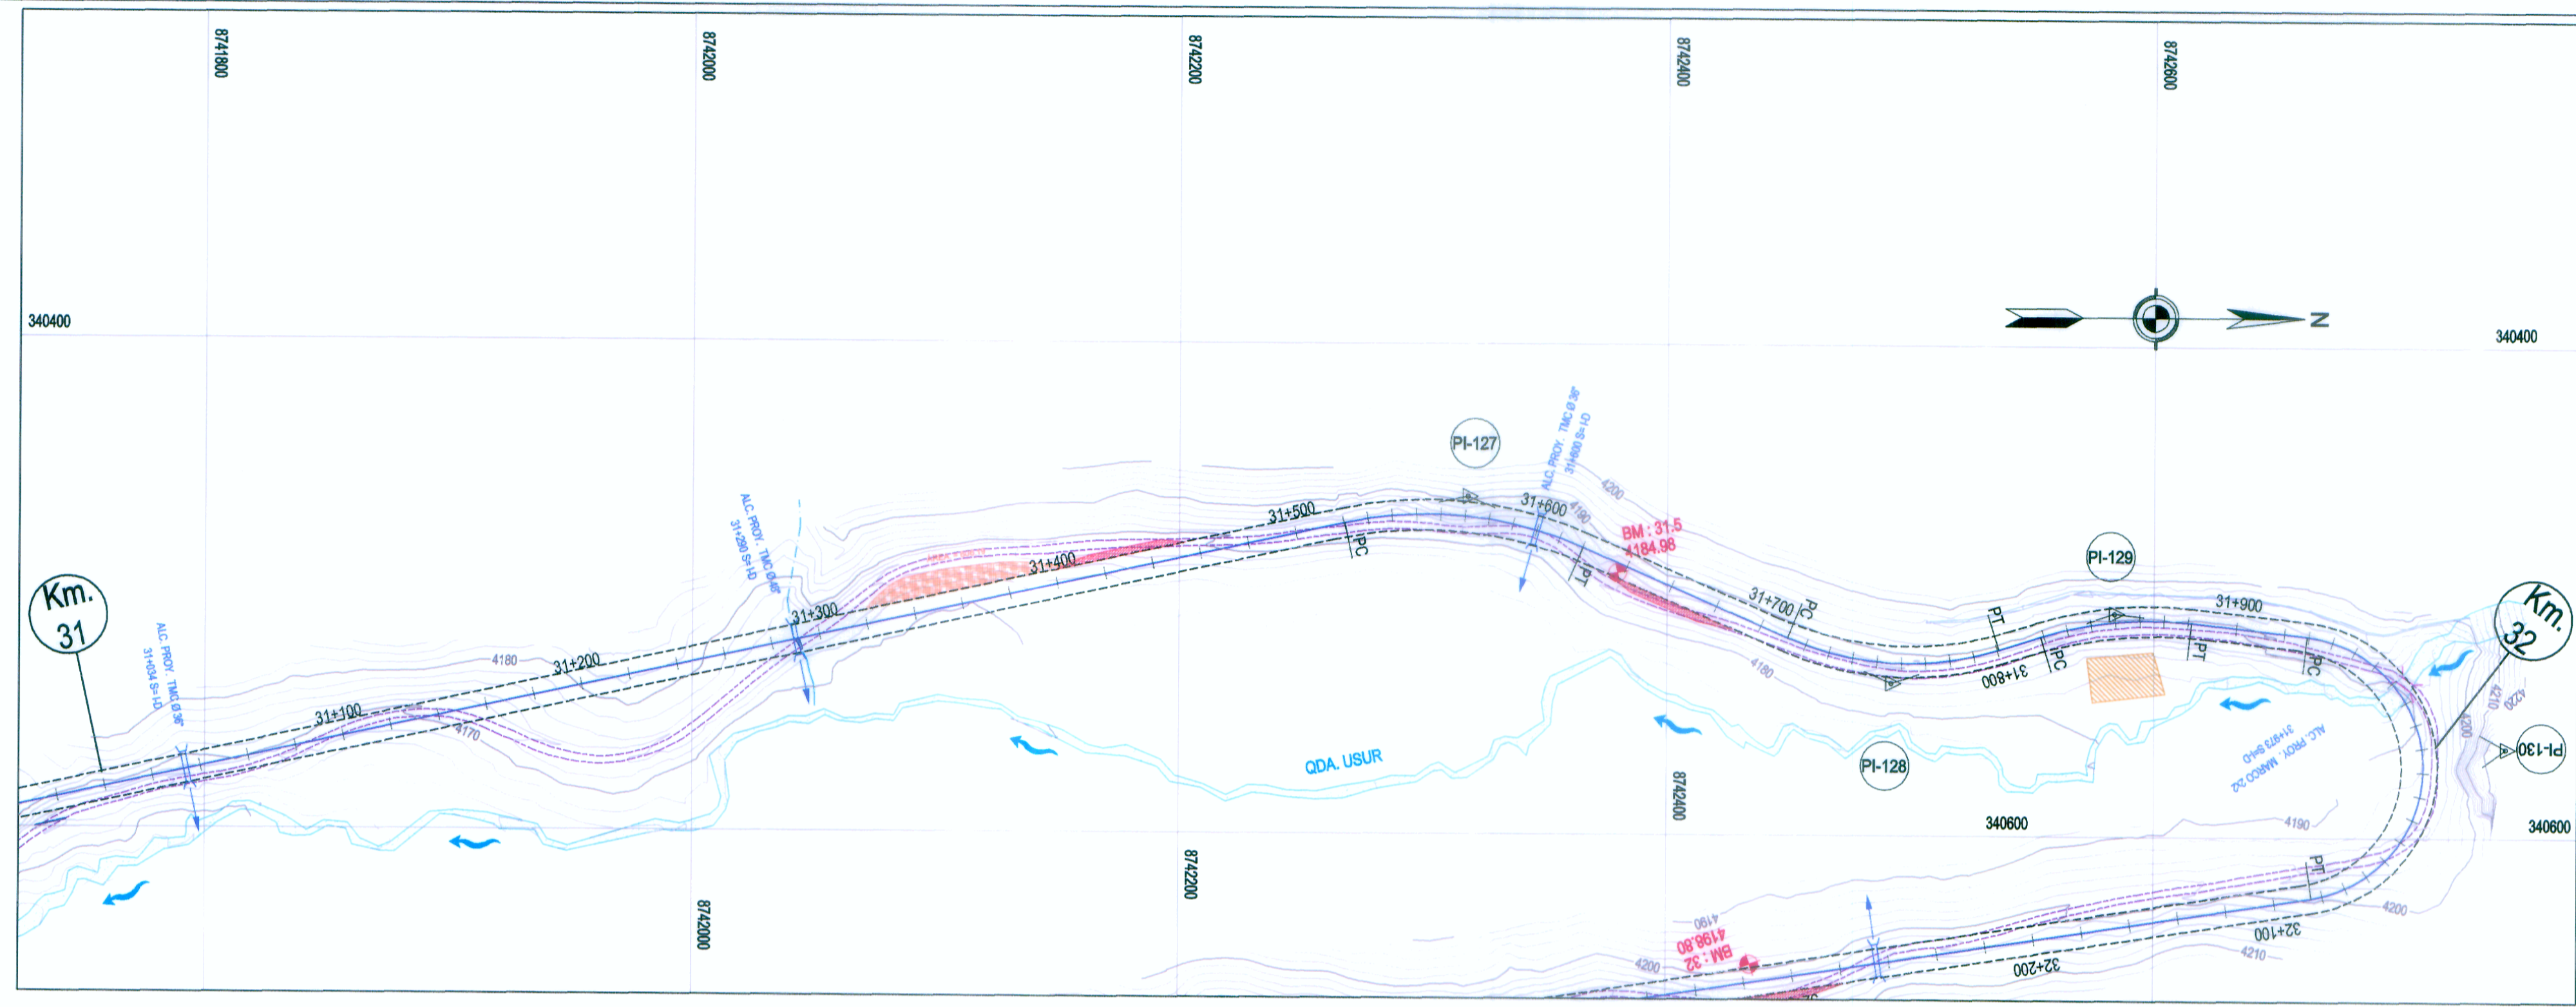 8741800
8742000
8742200
8742400
8742600
340400
340400
N
PI-127
ALC. PROY. TMC Ø 36"
31+600 S= I-D
4200
4190
BM : 31.5
4184.98
31+500
31+600
PC
PT
31+700
PC
PI-129
PT
31+800
PC
PT
31+900
PC
Km.
32
ALC. PROY. TMC Ø 48"
31+290 S= I-D
31+300
31+400
Km.
31
ALC. PROY. TMC Ø 36"
31+034 S= I-D
4180
31+200
31+100
4170
4180
QDA. USUR
PI-128
ALC. PROY. MARCO 2x2
31+973 S=I-D
4200
4210
4220
PI-130
8742400
340600
4190
340600
8742000
8742200
PT
4200
32+100
4210
32+200
4190
BM : 32
4198.80
4200